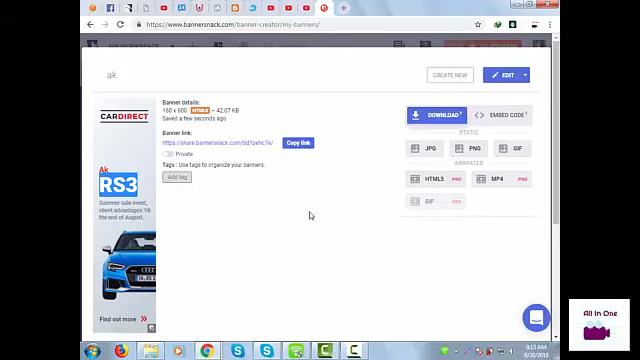 https://www.bannersnack.com/banner-creator/my-banners/
MY WORKSPACE
ak
CREATE NEW
EDIT
CARDIRECT
Ak
RS3
Summer sale event,
client advantages 'till
the end of August.
Find out more
Banner details:
160 x 600 HTML5 ~ 42.07 KB
Saved a few seconds ago
Banner link:
https://share.bannersnack.com/bd1pehc7e/
Copy link
Private
Tags : Use tags to organize your banners.
Add tag
DOWNLOAD
EMBED CODE
STATIC
JPG
PNG
GIF
ANIMATED
HTML5 PRO
MP4 PRO
GIF PRO
All In One
9:13 AM
9/30/2018